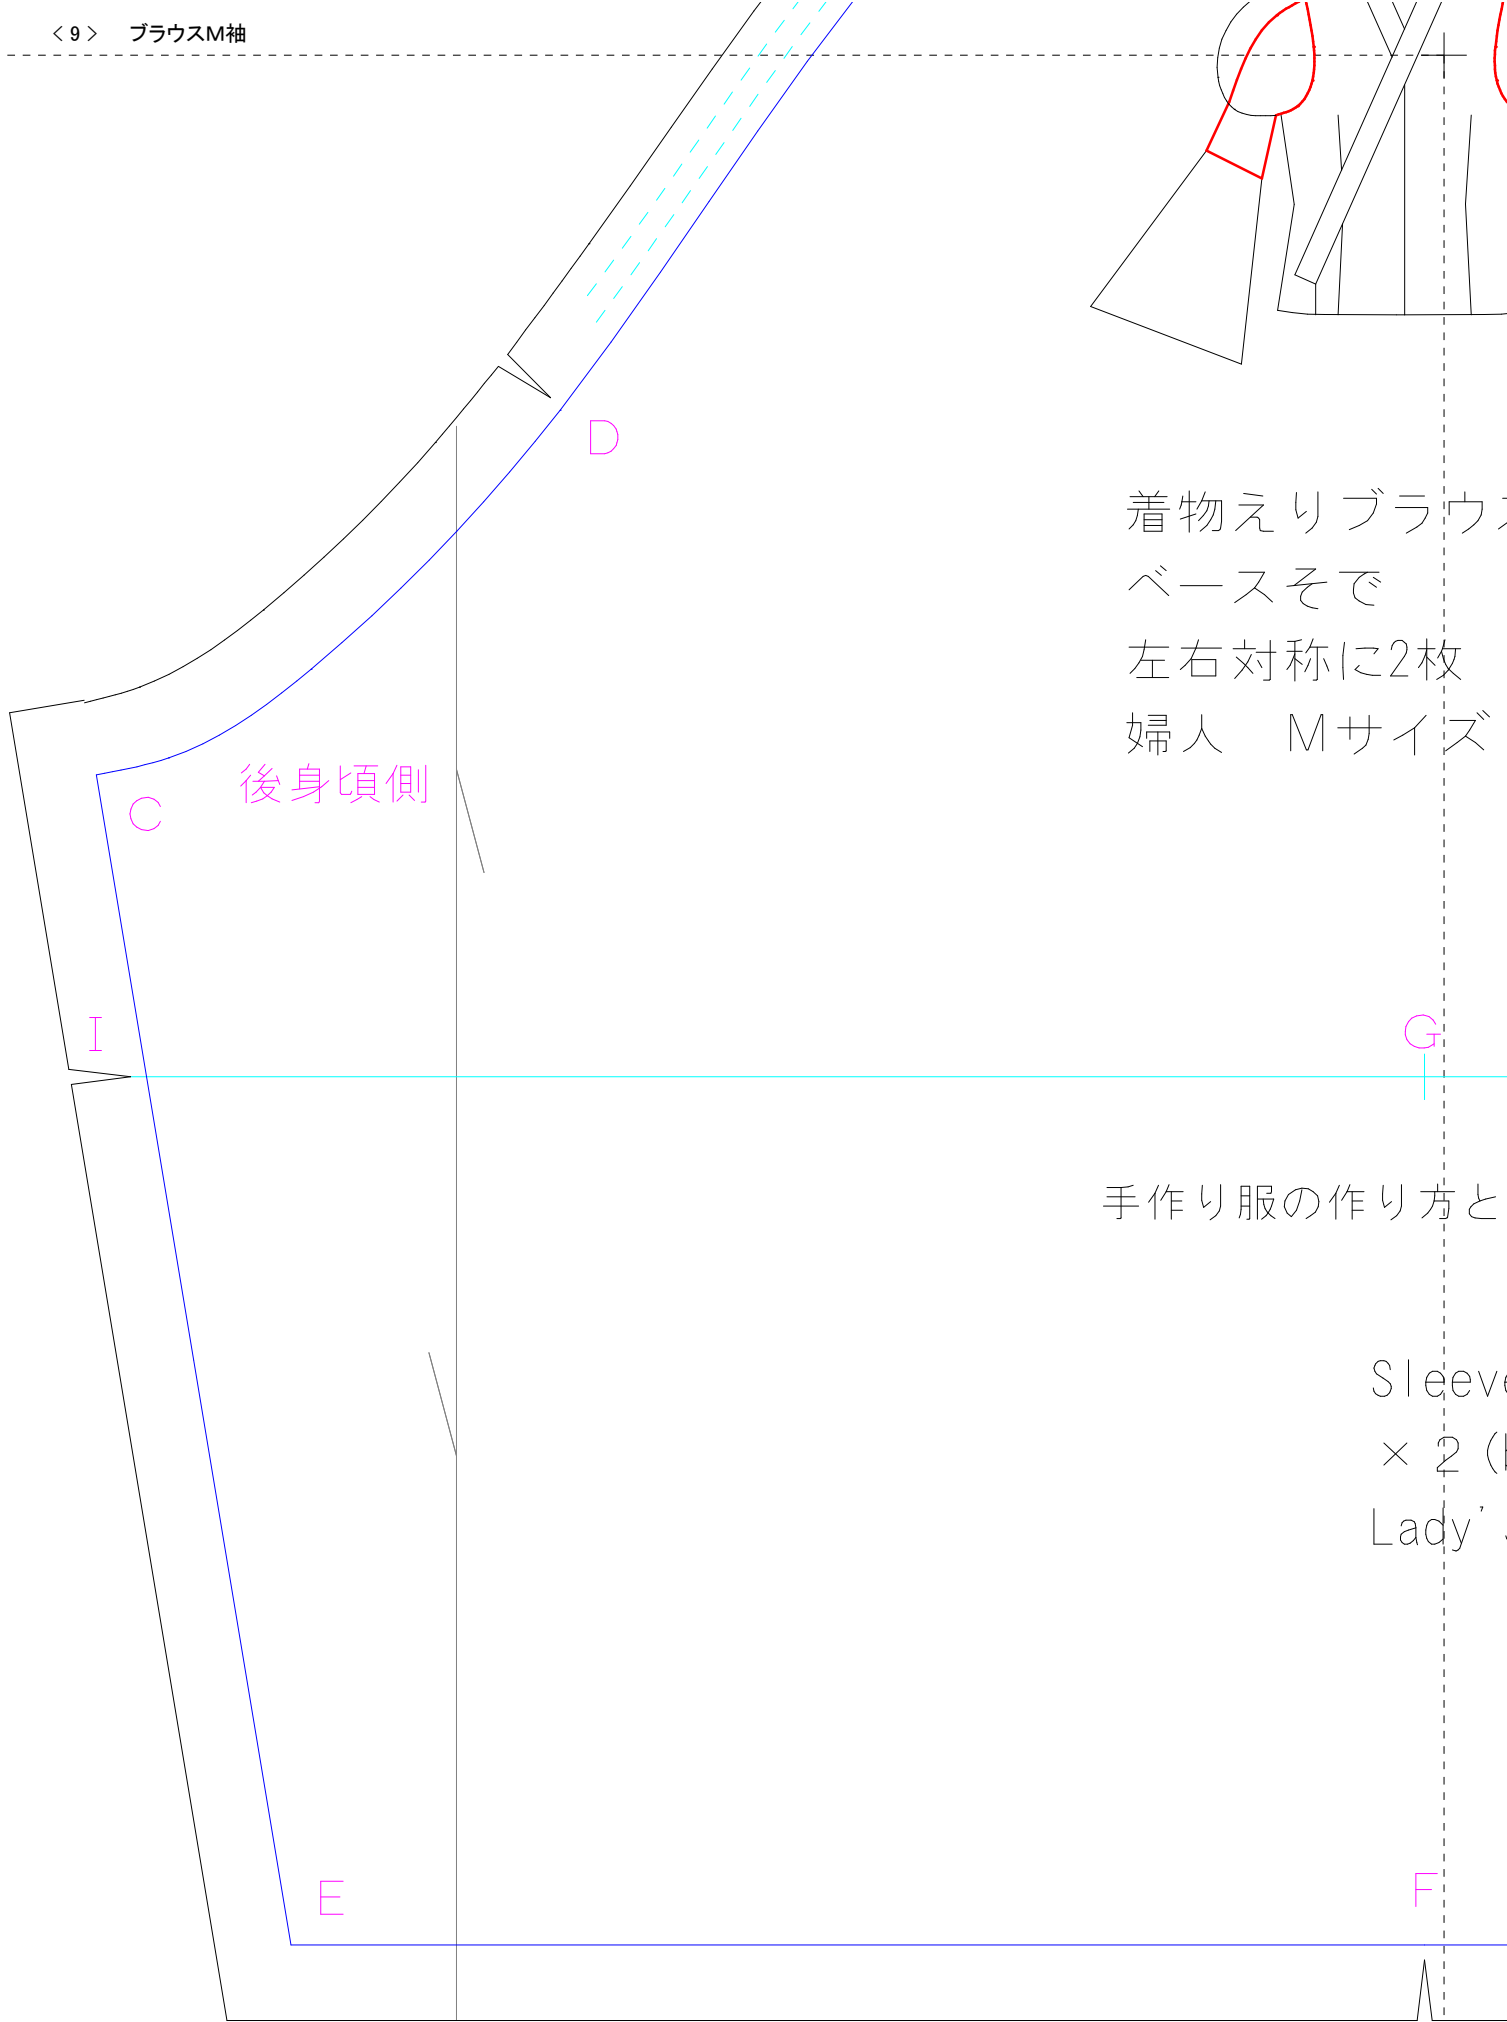 ＜9＞ ブラウスM袖
D
着物えりブラウ
ベースそで
左右対称に2枚
婦人 Mサイズ
後身頃側
C
I
G
手作り服の作り方と
Sleeve
×2(
Lady'
E
F